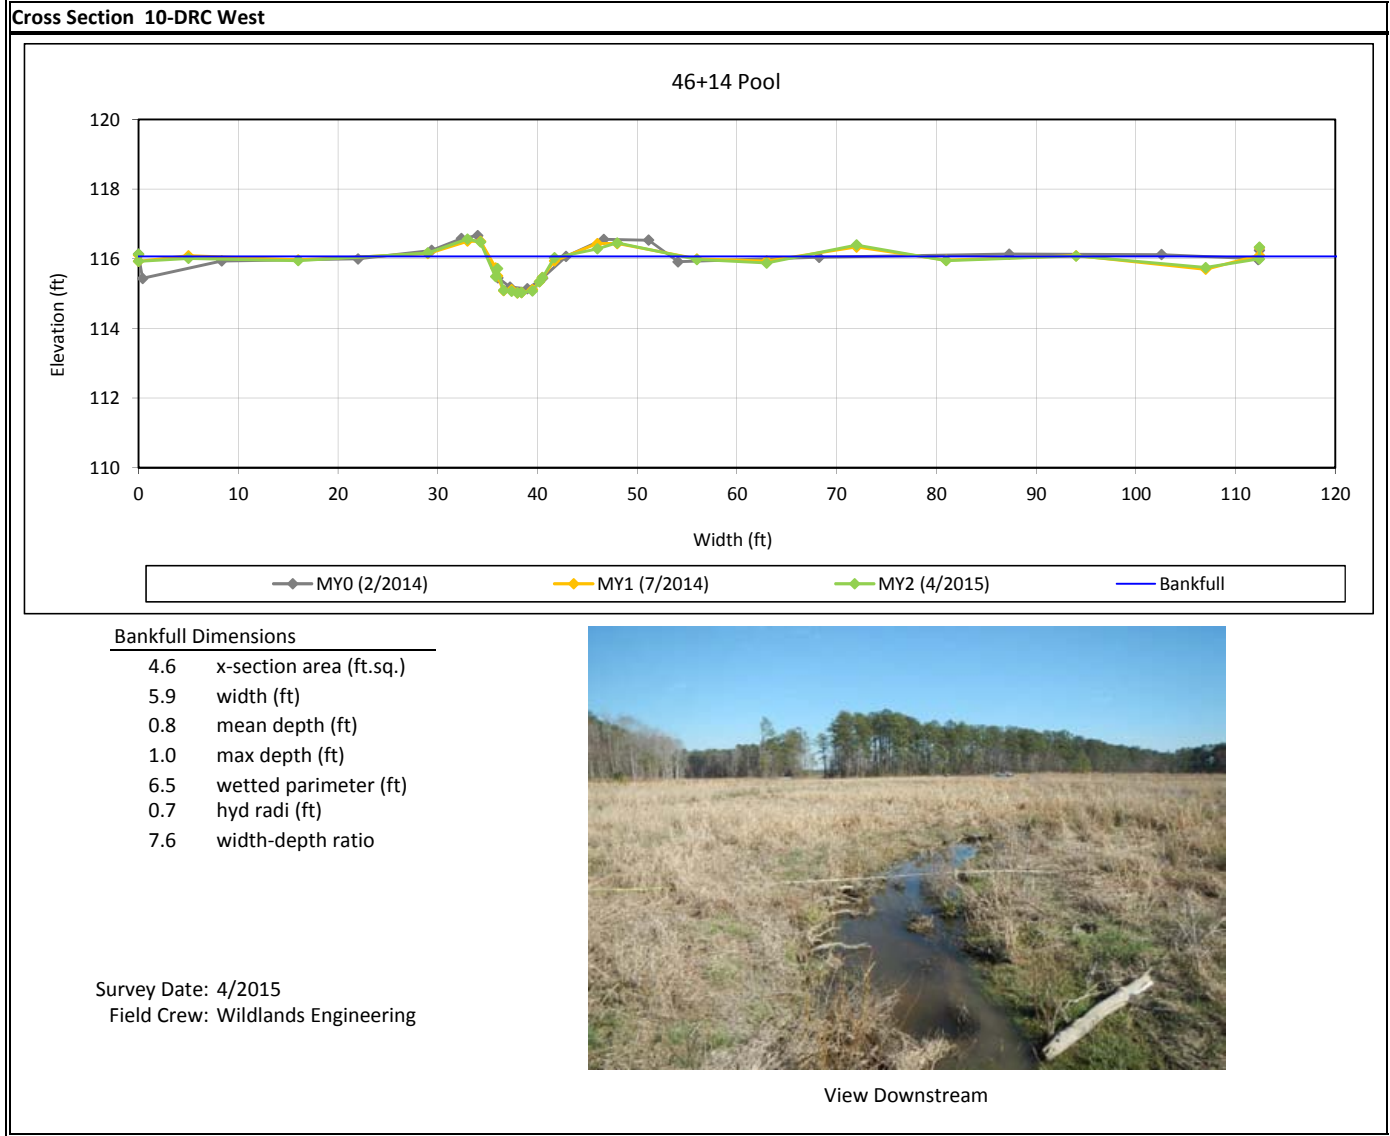 Cross Section 10-DRC West
46+14 Pool
120
118
116
114
112
110
Elevation (ft)
0 10 20 30 40 50 60 70 80 90 100 110 120
Width (ft)
MY0 (2/2014) MY1 (7/2014) MY2 (4/2015) Bankfull
Bankfull Dimensions
4.6 x-section area (ft.sq.)
5.9 width (ft)
0.8 mean depth (ft)
1.0 max depth (ft)
6.5 wetted parimeter (ft)
0.7 hyd radi (ft)
7.6 width-depth ratio
Survey Date: 4/2015
Field Crew: Wildlands Engineering
View Downstream